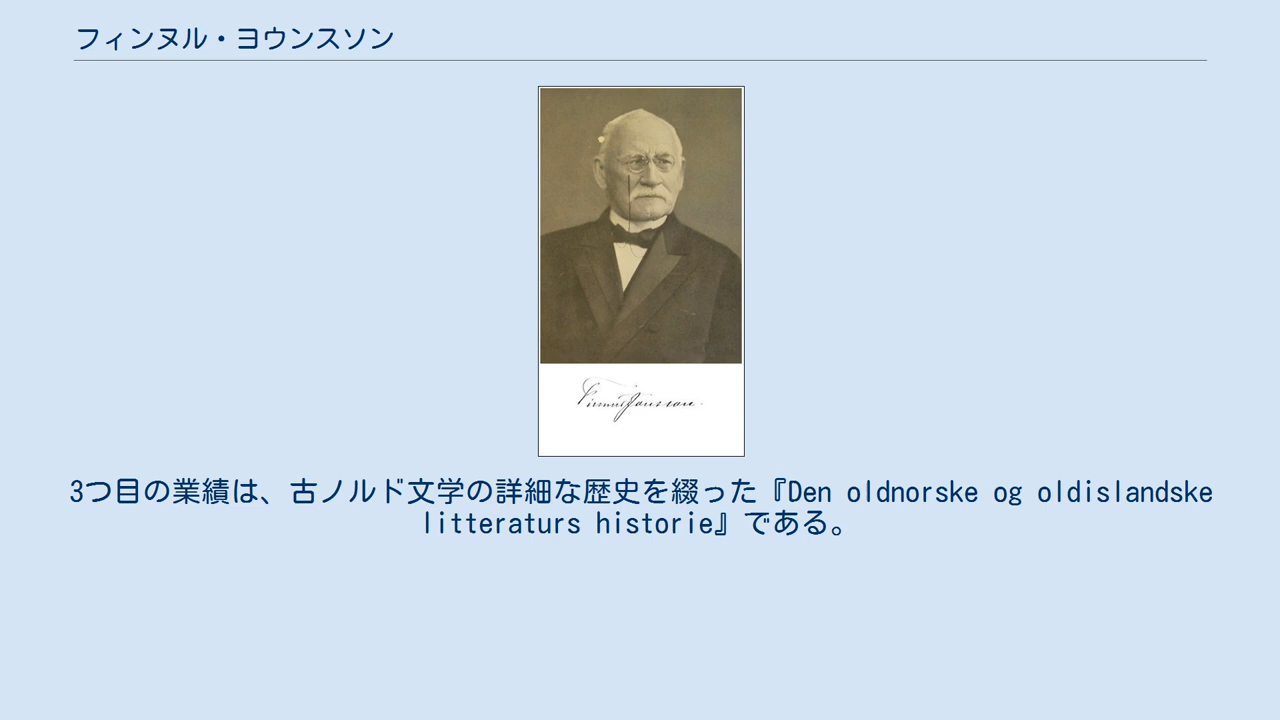 フィンヌル・ヨウンスソン
Finnur Jónsson.
3つ目の業績は、古ノルド文学の詳細な歴史を綴った『Den oldnorske og oldislandske
litteraturs historie』である。